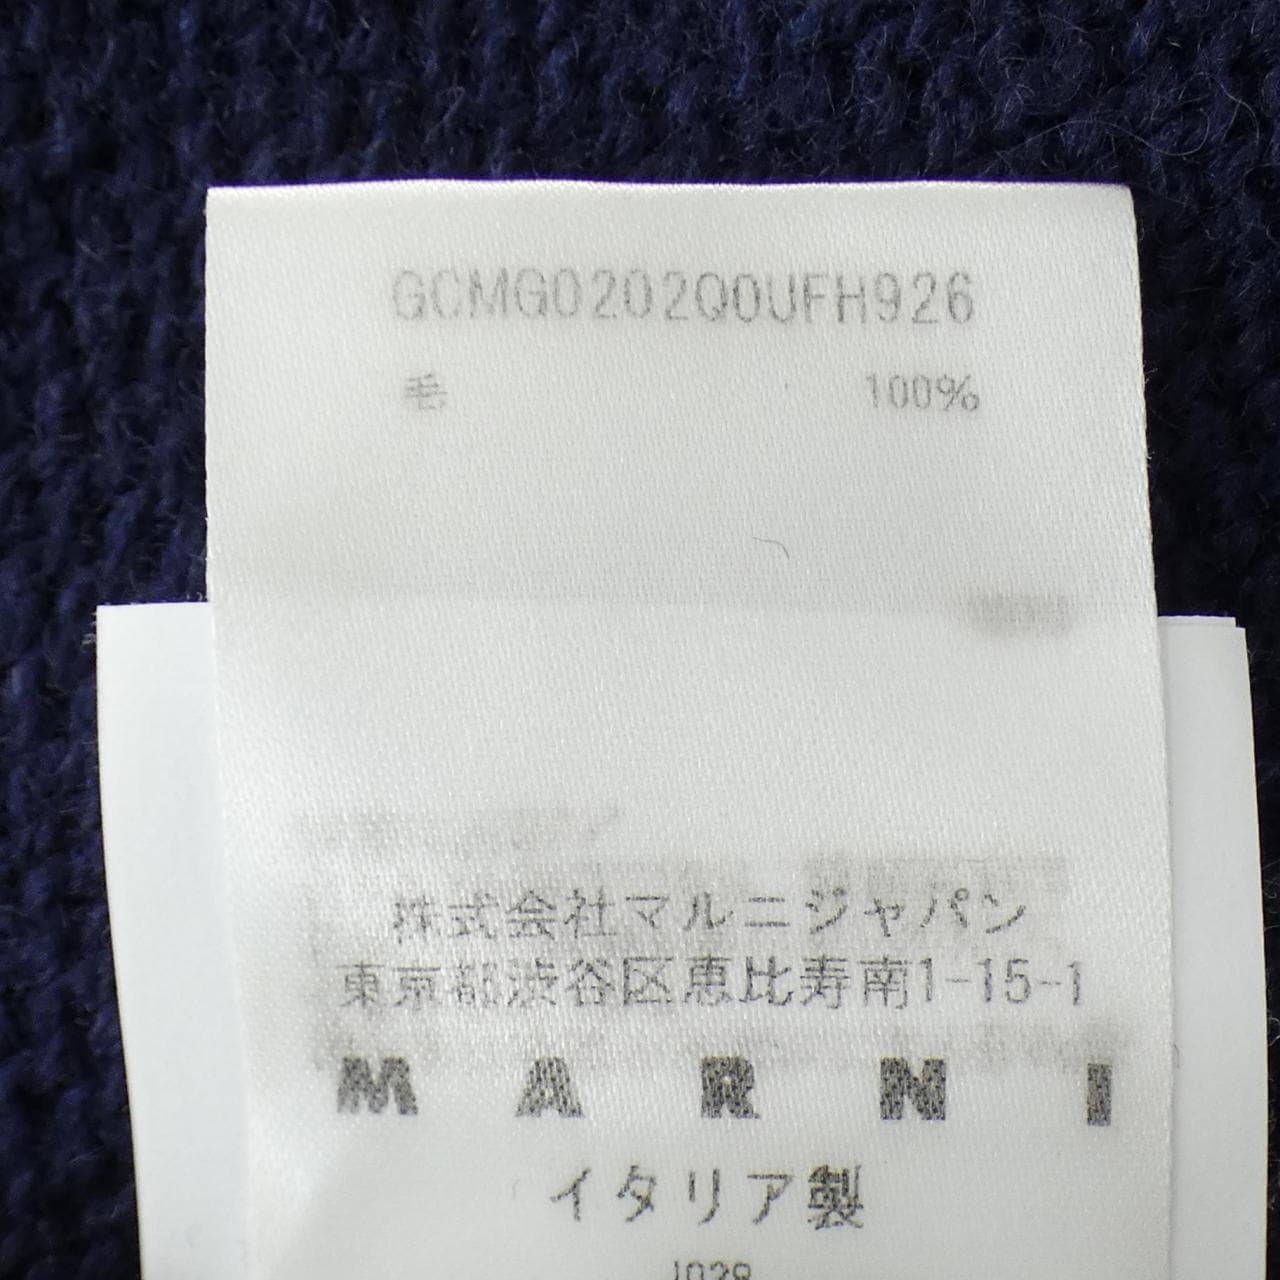 GCMG0202Q0UFH926
毛 100%
株式会社マルニジャパン
東京都渋谷区恵比寿南1-15-1
MARNI
イタリア製
J028